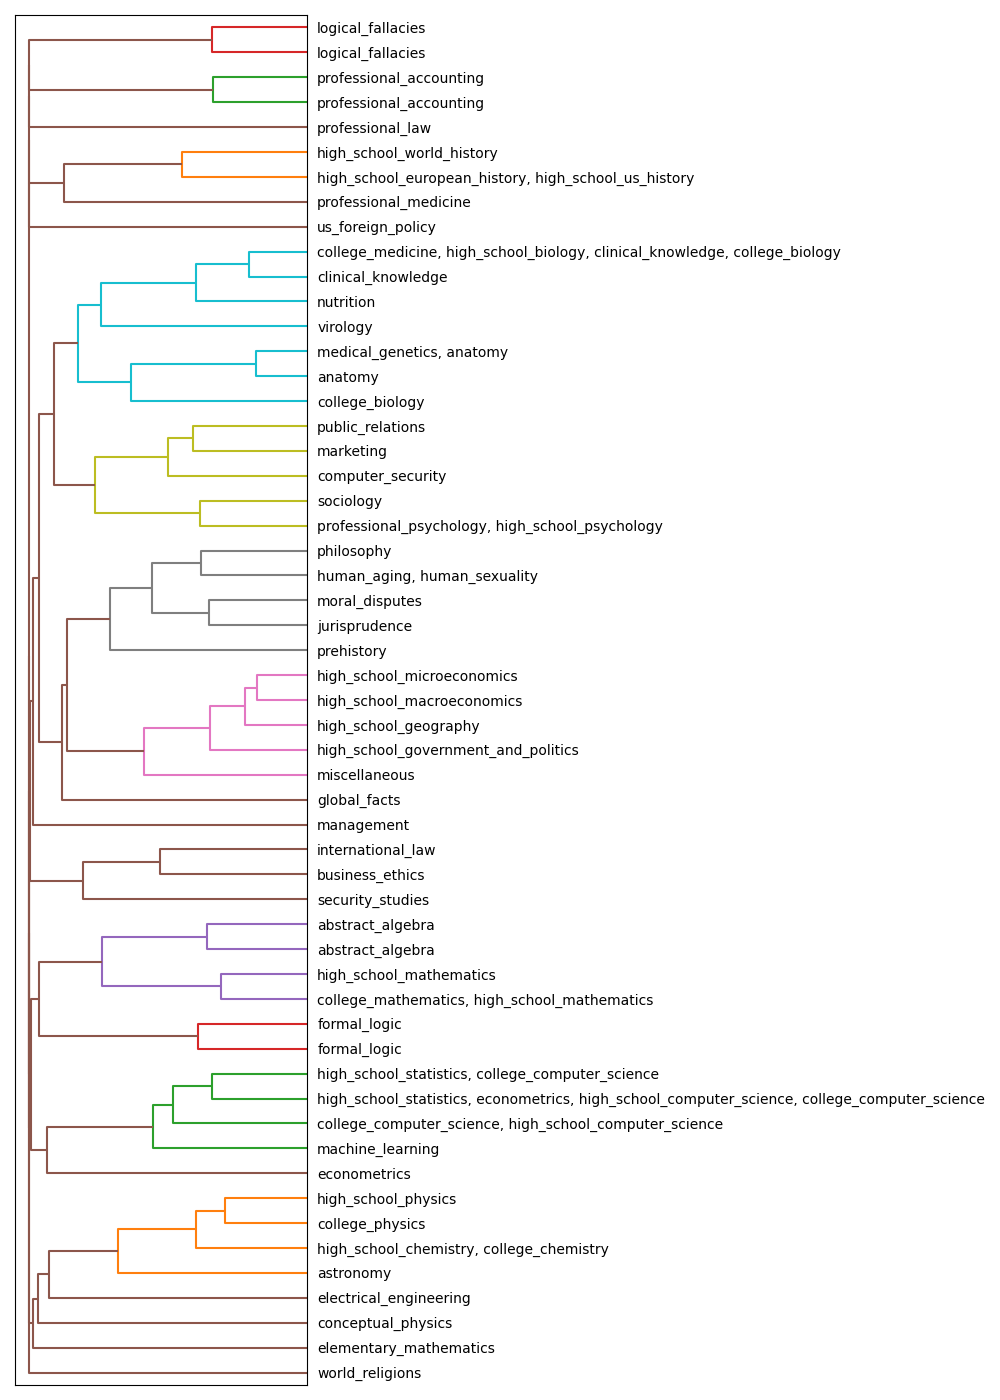 logical_fallacies
logical_fallacies
professional_accounting
professional_accounting
professional_law
high_school_world_history
high_school_european_history, high_school_us_history
professional_medicine
us_foreign_policy
college_medicine, high_school_biology, clinical_knowledge, college_biology
clinical_knowledge
nutrition
virology
medical_genetics, anatomy
anatomy
college_biology
public_relations
marketing
computer_security
sociology
professional_psychology, high_school_psychology
philosophy
human_aging, human_sexuality
moral_disputes
jurisprudence
prehistory
high_school_microeconomics
high_school_macroeconomics
high_school_geography
high_school_government_and_politics
miscellaneous
global_facts
management
international_law
business_ethics
security_studies
abstract_algebra
abstract_algebra
high_school_mathematics
college_mathematics, high_school_mathematics
formal_logic
formal_logic
high_school_statistics, college_computer_science
high_school_statistics, econometrics, high_school_computer_science, college_computer_science
college_computer_science, high_school_computer_science
machine_learning
econometrics
high_school_physics
college_physics
high_school_chemistry, college_chemistry
astronomy
electrical_engineering
conceptual_physics
elementary_mathematics
world_religions